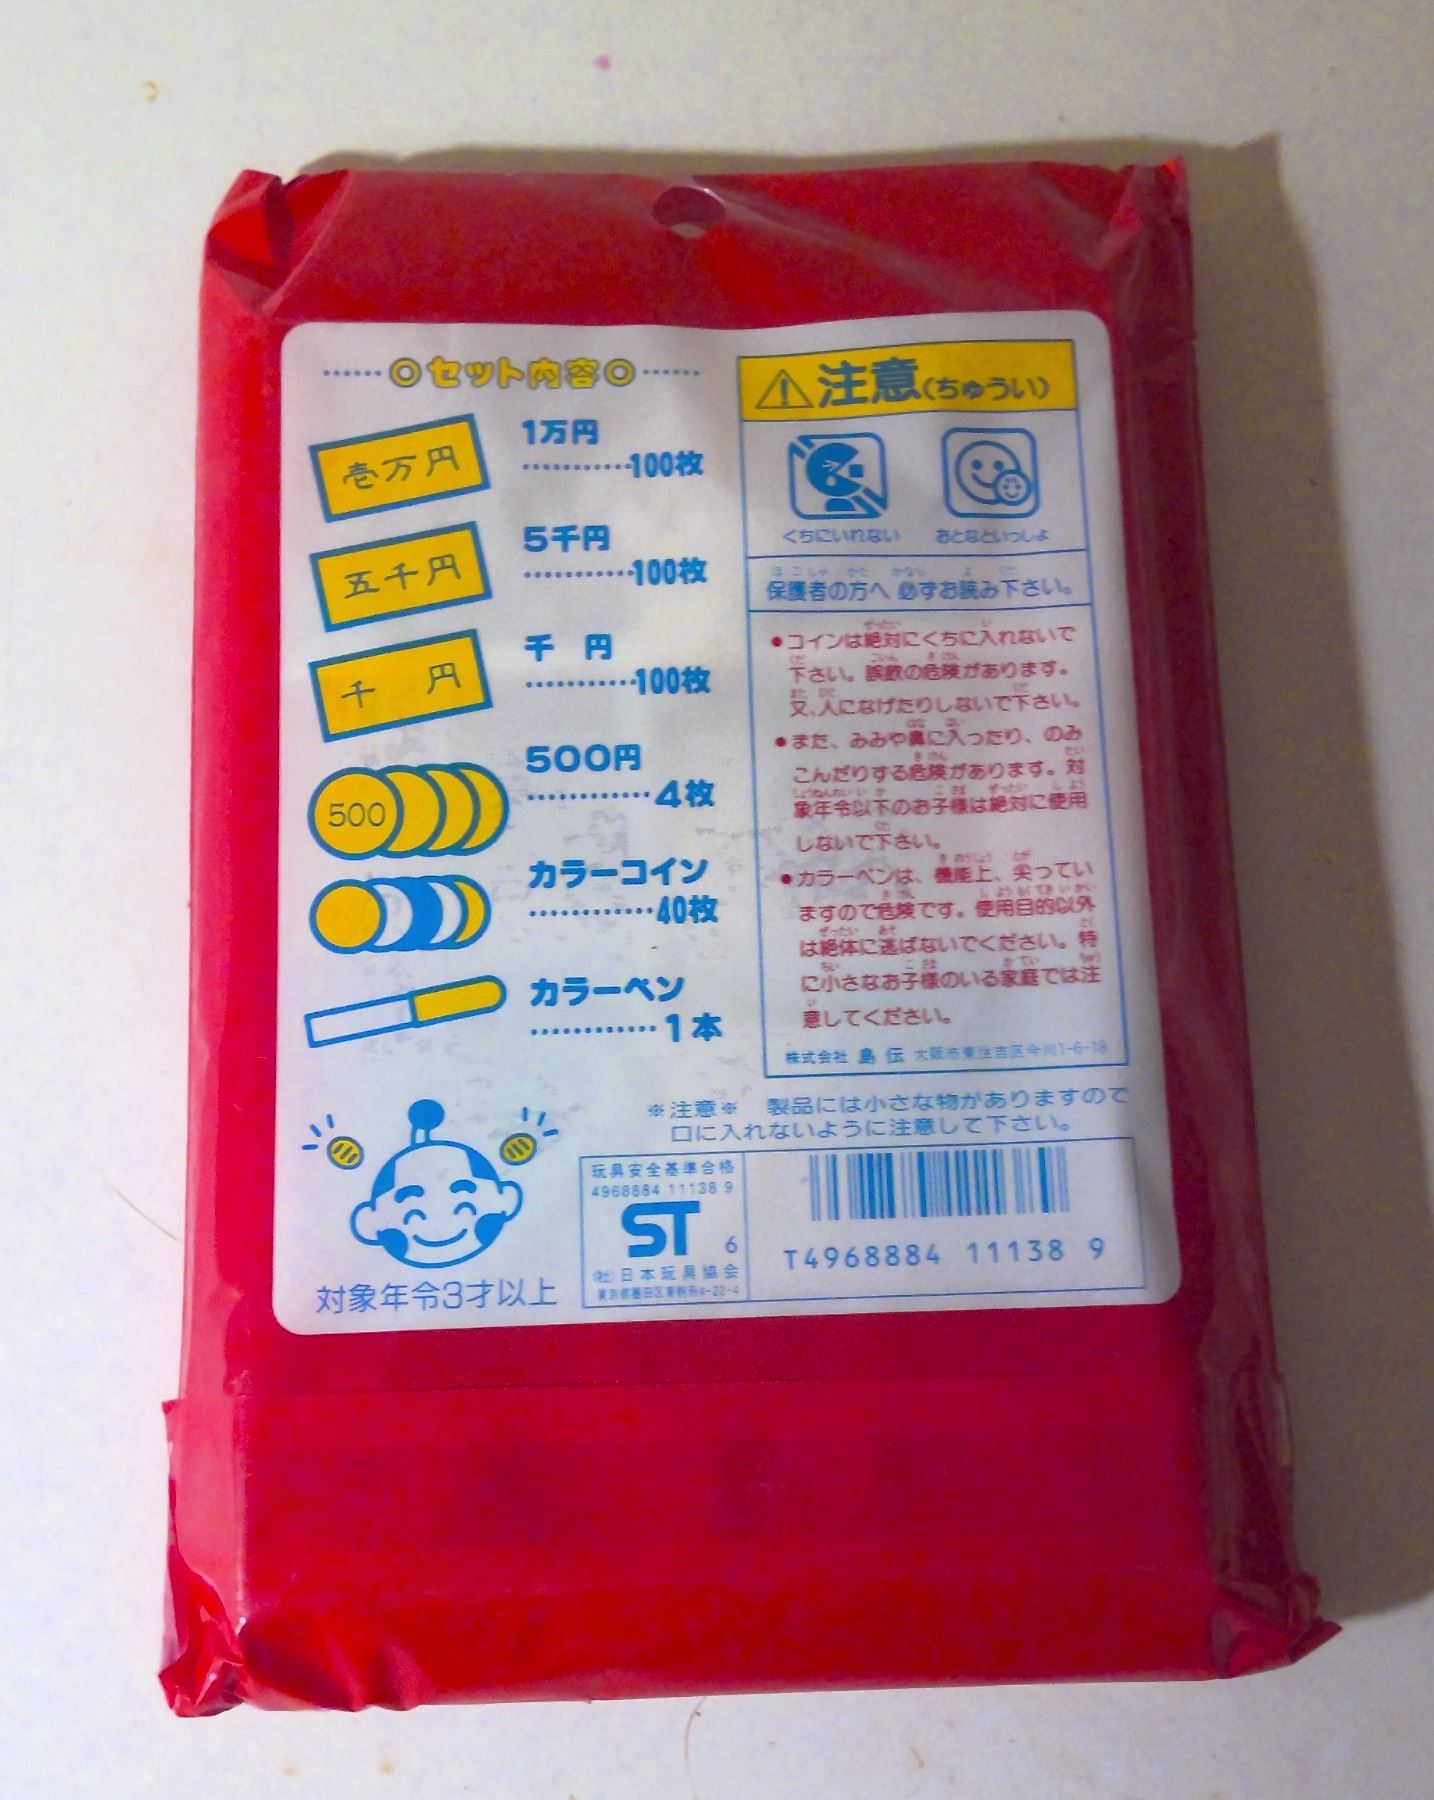 ◎セット内容◎
壱万円
1万円
…………100枚
五千円
5千円
…………100枚
千 円
千 円
…………100枚
500
500円
…………4枚
カラーコイン
…………40枚
カラーペン
…………1本
対象年令3才以上
注意(ちゅうい)
くちにいれない
おとなといっしょ
保護者の方へ 必ずお読み下さい。
●コインは絶対にくちに入れないで
下さい。誤飲の危険があります。
又、人になげたりしないで下さい。
●また、みみや鼻に入ったり、のみ
こんだりする危険があります。対
象年令以下のお子様は絶対に使用
しないで下さい。
●カラーペンは、機能上、尖ってい
ますので危険です。使用目的以外
は絶体に遊ばないでください。特
に小さなお子様のいる家庭では注
意してください。
株式会社 島 伝 大阪市東住吉区今川1-6-18
※注意※ 製品には小さな物がありますので
口に入れないように注意して下さい。
玩具安全基準合格
4968884 11138 9
ST 6
(社)日本玩具協会
東京都墨田区東駒形4-22-4
T4968884 11138 9